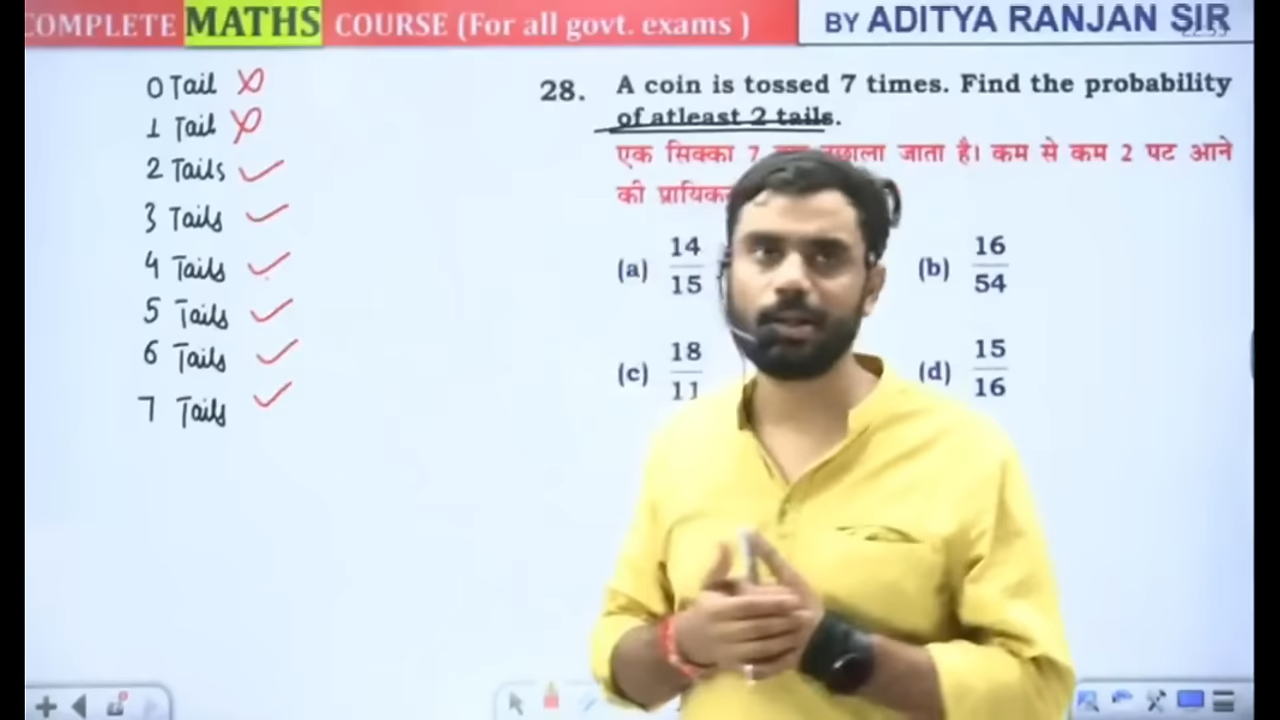 COMPLETE MATHS COURSE (For all govt. exams )
BY ADITYA RANJAN SIR
0 Tail
1 Tail
2 Tails
3 Tails
4 Tails
5 Tails
6 Tails
7 Tails
28. A coin is tossed 7 times. Find the probability
of atleast 2 tails.
एक सिक्का 7 जाता है। कम से कम 2 पट आने
की
(a) 14/15 (b) 16/54
(c) 18/11 (d) 15/16